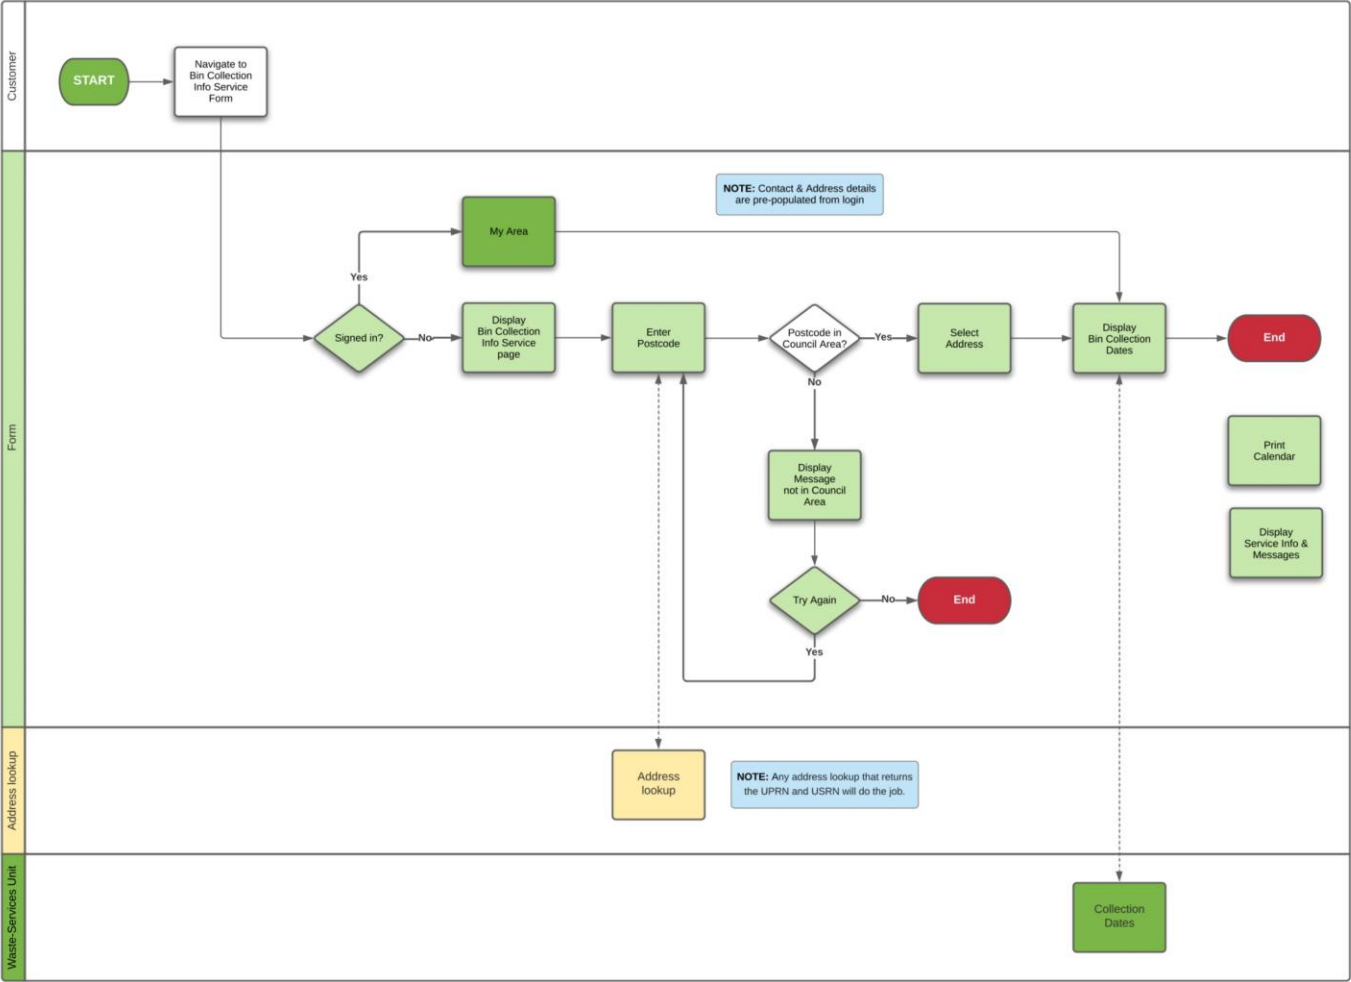 Customer
START
Navigate to
Bin Collection
Info Service
Form
Form
NOTE: Contact & Address details
are pre-populated from login
My Area
Yes
Signed in?
No
Display
Bin Collection
Info Service
page
Enter
Postcode
Postcode in
Council Area?
Yes
Select
Address
Display
Bin Collection
Dates
End
No
Print
Calendar
Display
Message
not in Council
Area
Display
Service Info &
Messages
Try Again
No
End
Yes
Address lookup
Address
lookup
NOTE: Any address lookup that returns
the UPRN and USRN will do the job.
Waste-Services Unit
Collection
Dates